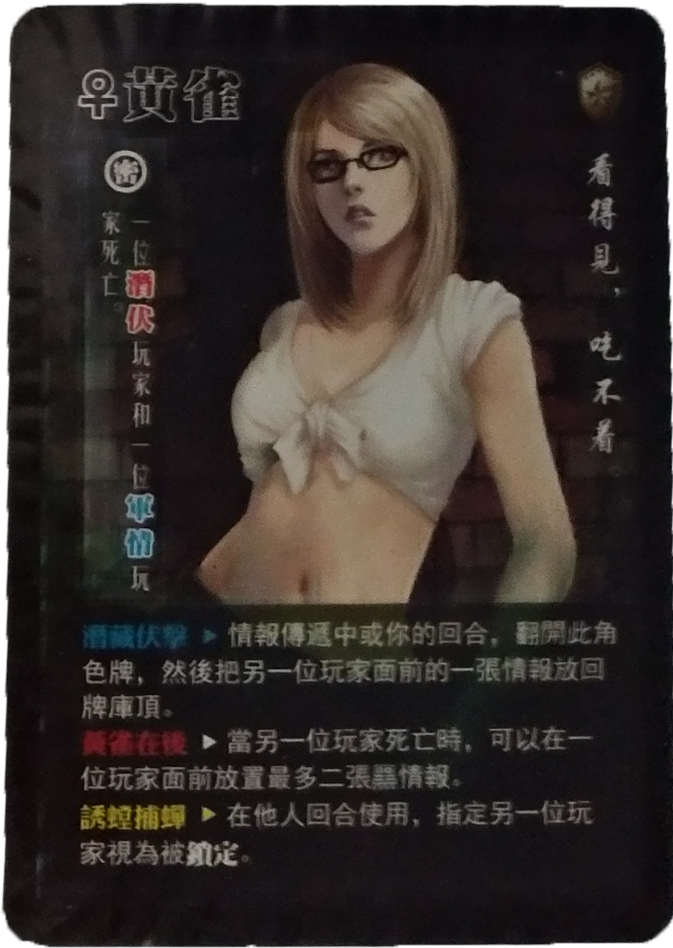 ♀黃雀
密
一位潛伏玩家和一位軍情玩
家死亡。
看得見，吃不着。
潛藏伏擊 ▶ 情報傳遞中或你的回合，翻開此角
色牌，然後把另一位玩家面前的一張情報放回
牌庫頂。
黃雀在後 ▶ 當另一位玩家死亡時，可以在一
位玩家面前放置最多二張黑情報。
誘螳捕蟬 ▶ 在他人回合使用，指定另一位玩
家視為被鎖定。